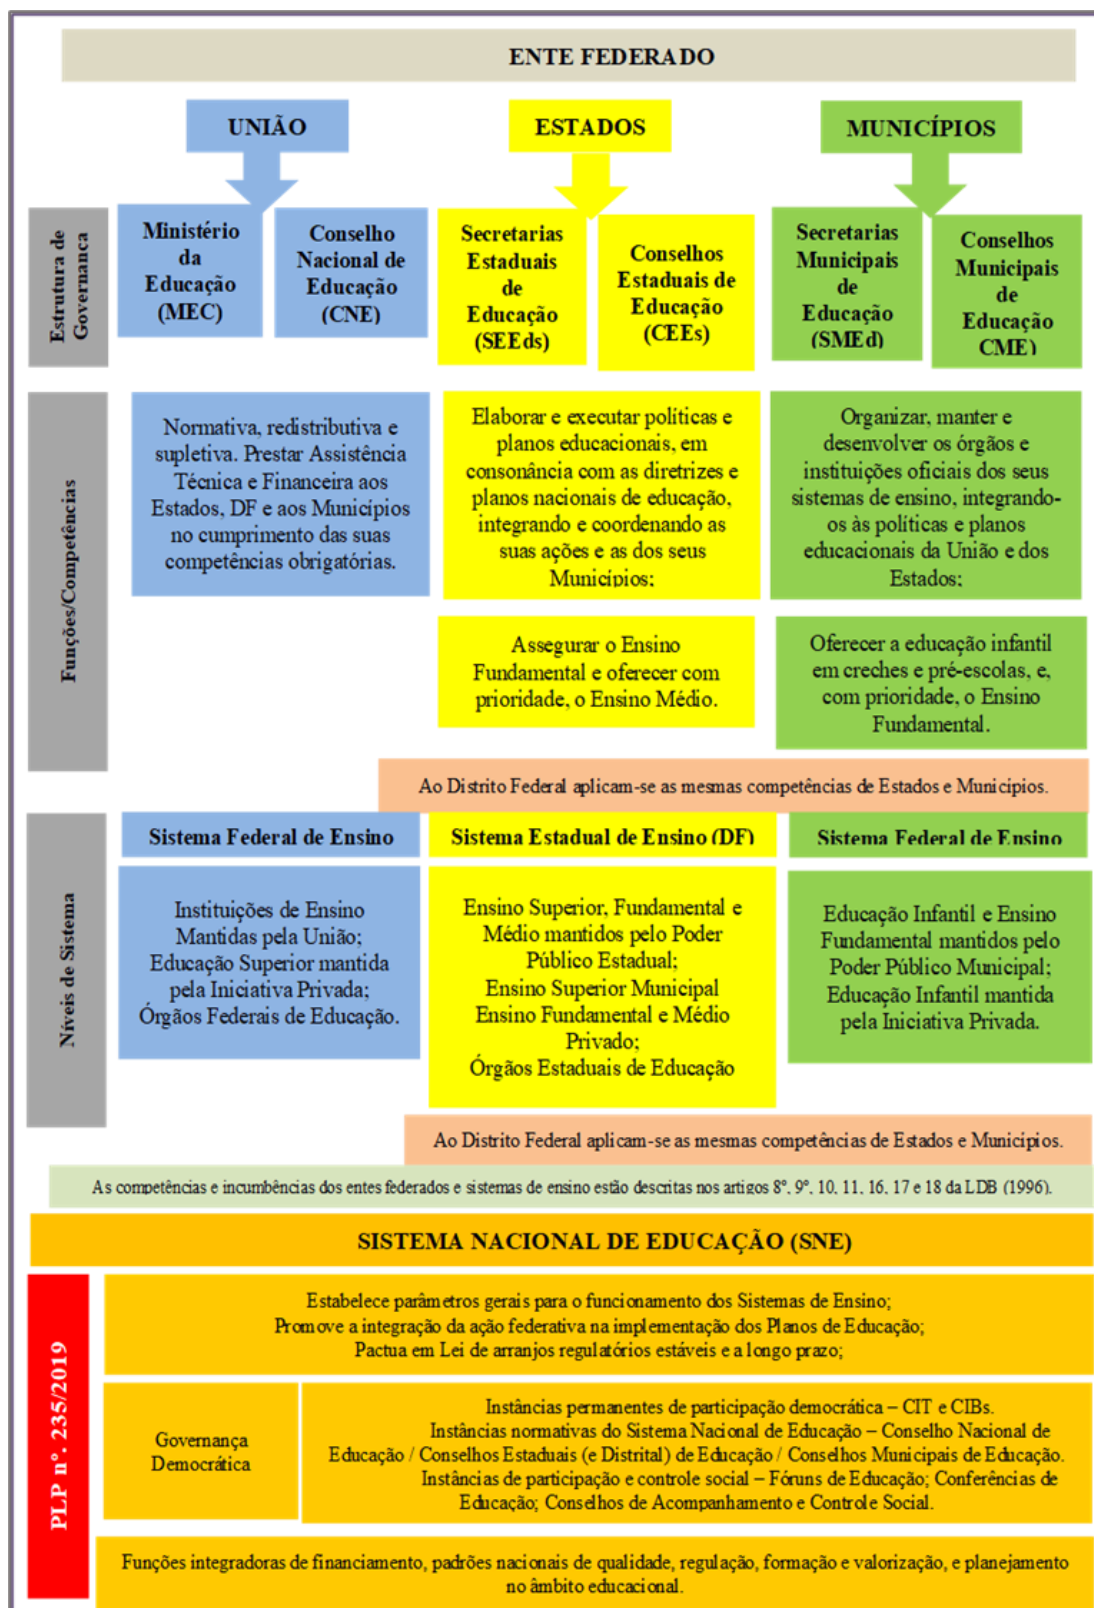 ENTE FEDERADO
UNIÃO
ESTADOS
MUNICÍPIOS
Estrutura de
Governança
Ministério
da
Educação
(MEC)
Conselho
Nacional de
Educação
(CNE)
Secretarias
Estaduais
de
Educação
(SEEds)
Conselhos
Estaduais de
Educação
(CEEs)
Secretarias
Municipais
de
Educação
(SMEd)
Conselhos
Municipais
de
Educação
CME)
Funções/Competências
Normativa, redistributiva e
supletiva. Prestar Assistência
Técnica e Financeira aos
Estados, DF e aos Municípios
no cumprimento das suas
competências obrigatórias.
Elaborar e executar políticas e
planos educacionais, em
consonância com as diretrizes e
planos nacionais de educação,
integrando e coordenando as
suas ações e as dos seus
Municípios;
Organizar, manter e
desenvolver os órgãos e
instituições oficiais dos seus
sistemas de ensino, integrando-
os às políticas e planos
educacionais da União e dos
Estados;
Assegurar o Ensino
Fundamental e oferecer com
prioridade, o Ensino Médio.
Oferecer a educação infantil
em creches e pré-escolas, e,
com prioridade, o Ensino
Fundamental.
Ao Distrito Federal aplicam-se as mesmas competências de Estados e Municípios.
Níveis de Sistema
Sistema Federal de Ensino
Sistema Estadual de Ensino (DF)
Sistema Federal de Ensino
Instituições de Ensino
Mantidas pela União;
Educação Superior mantida
pela Iniciativa Privada;
Órgãos Federais de Educação.
Ensino Superior, Fundamental e
Médio mantidos pelo Poder
Público Estadual;
Ensino Superior Municipal
Ensino Fundamental e Médio
Privado;
Órgãos Estaduais de Educação
Educação Infantil e Ensino
Fundamental mantidos pelo
Poder Público Municipal;
Educação Infantil mantida
pela Iniciativa Privada.
Ao Distrito Federal aplicam-se as mesmas competências de Estados e Municípios.
As competências e incumbências dos entes federados e sistemas de ensino estão descritas nos artigos 8º, 9º, 10, 11, 16, 17 e 18 da LDB (1996).
SISTEMA NACIONAL DE EDUCAÇÃO (SNE)
PLP nº. 235/2019
Estabelece parâmetros gerais para o funcionamento dos Sistemas de Ensino;
Promove a integração da ação federativa na implementação dos Planos de Educação;
Pactua em Lei de arranjos regulatórios estáveis e a longo prazo;
Governança
Democrática
Instâncias permanentes de participação democrática – CIT e CIBs.
Instâncias normativas do Sistema Nacional de Educação – Conselho Nacional de
Educação / Conselhos Estaduais (e Distrital) de Educação / Conselhos Municipais de Educação.
Instâncias de participação e controle social – Fóruns de Educação; Conferências de
Educação; Conselhos de Acompanhamento e Controle Social.
Funções integradoras de financiamento, padrões nacionais de qualidade, regulação, formação e valorização, e planejamento
no âmbito educacional.